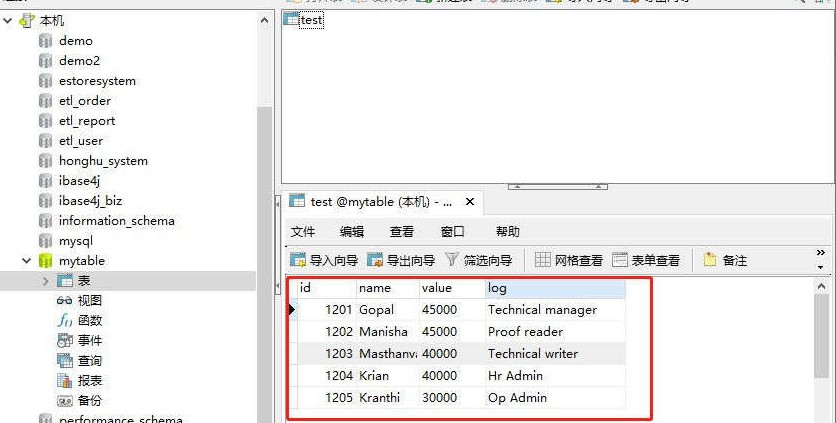 本机
demo
demo2
estoresystem
etl_order
etl_report
etl_user
honghu_system
ibase4j
ibase4j_biz
information_schema
mysql
mytable
表
视图
函数
事件
查询
报表
备份
performance_schema
test
test @mytable (本机) - ...
文件 编辑 查看 窗口 帮助
导入向导 导出向导 筛选向导 网格查看 表单查看 备注
id name value log
1201 Gopal 45000 Technical manager
1202 Manisha 45000 Proof reader
1203 Masthanv 40000 Technical writer
1204 Krian 40000 Hr Admin
1205 Kranthi 30000 Op Admin